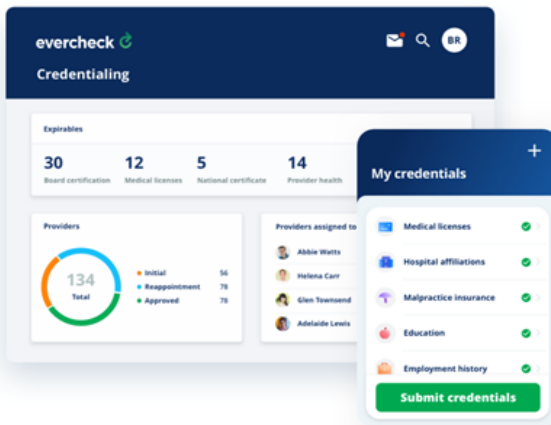 evercheck
BR
Credentialing
Expirables
30
12
5
14
Board certification
Medical licenses
National certificate
Provider health
Providers
134
Total
Initial 56
Reappointment 78
Approved 78
Providers assigned to
Abbie Watts
Helena Carr
Glen Townsend
Adelaide Lewis
My credentials
Medical licenses
Hospital affiliations
Malpractice insurance
Education
Employment history
Submit credentials